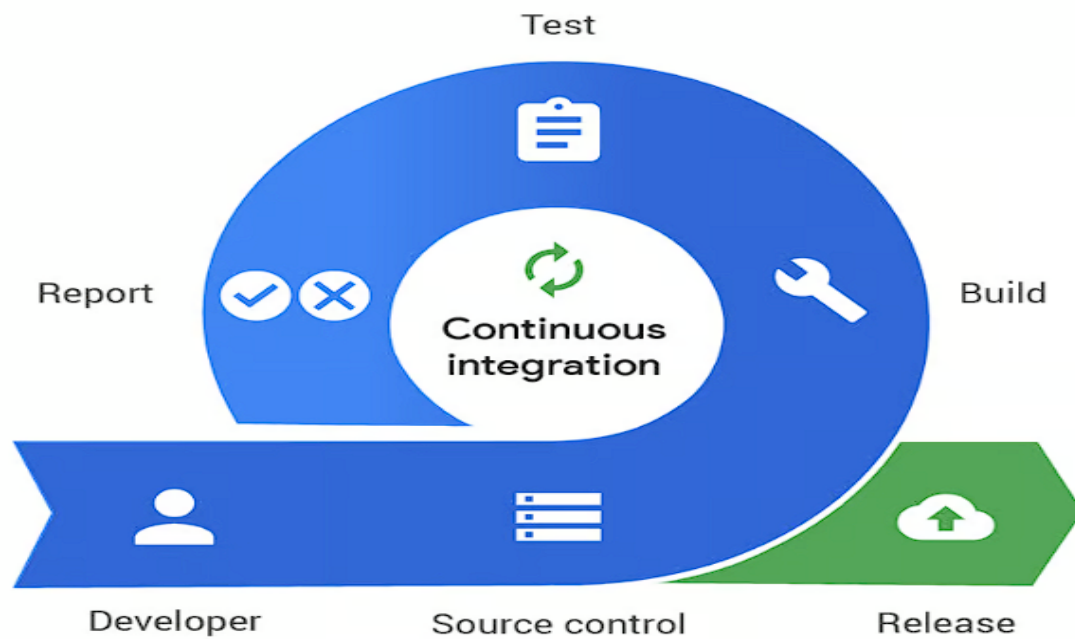 Test
Report
Continuous
integration
Build
Developer
Source control
Release